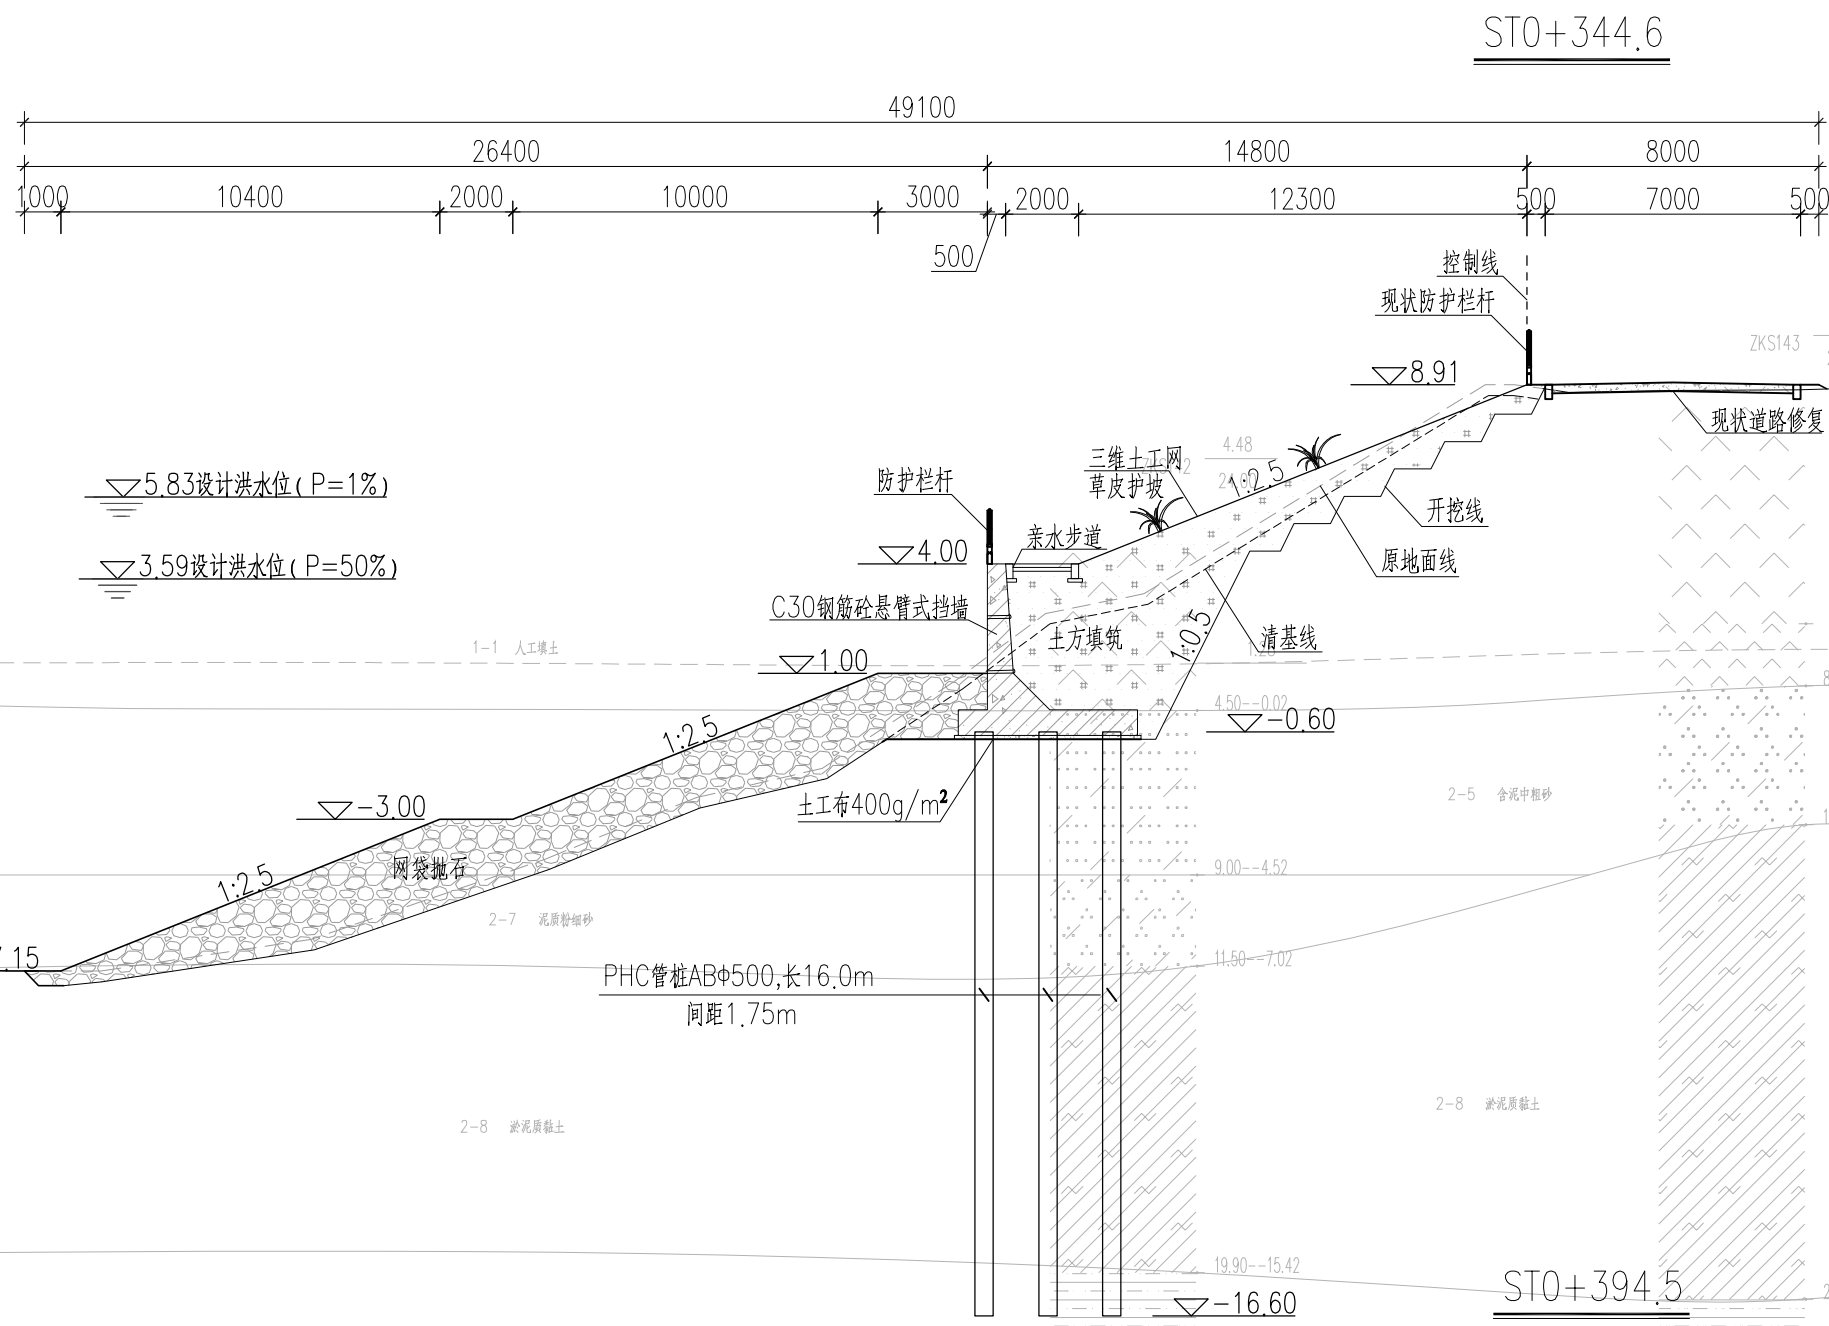 ST0+344.6
49100
26400 14800 8000
1000 10400 2000 10000 3000 2000 12300 500 7000 500
500
控制线
现状防护栏杆
ZKS143
8.91
现状道路修复
4.48
三维土工网
草皮护坡
1:2.5
防护栏杆
5.83设计洪水位(P=1%)
开挖线
亲水步道
4.00
3.59设计洪水位(P=50%)
原地面线
C30钢筋砼悬臂式挡墙
土方填筑
1:0.5
清基线
1-1 人工填土
1.00
4.50--0.02
-0.60
1:2.5
-3.00
土工布400g/m²
2-5 含泥中粗砂
网袋抛石
9.00--4.52
1:2.5
2-7 泥质粉细砂
.15
11.50--7.02
PHC管桩ABφ500,长16.0m
间距1.75m
2-8 淤泥质黏土
2-8 淤泥质黏土
19.90--15.42
-16.60
ST0+394.5